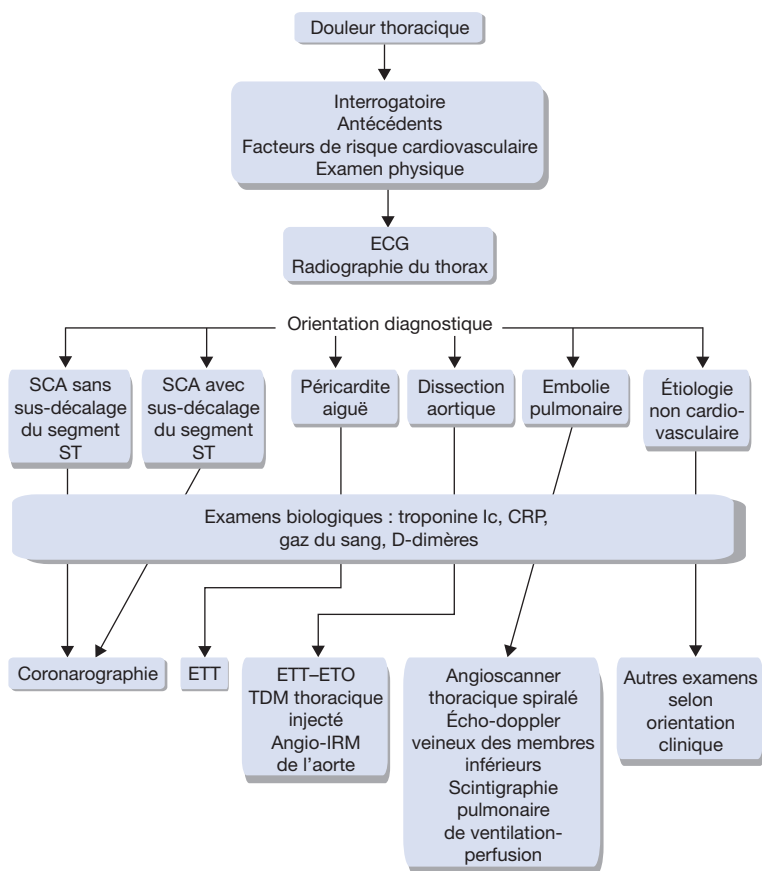 Douleur thoracique
Interrogatoire
Antécédents
Facteurs de risque cardiovasculaire
Examen physique
ECG
Radiographie du thorax
Orientation diagnostique
SCA sans
sus-décalage
du segment
ST
SCA avec
sus-décalage
du segment
ST
Péricardite
aiguë
Dissection
aortique
Embolie
pulmonaire
Étiologie
non cardio-
vasculaire
Examens biologiques : troponine Ic, CRP,
gaz du sang, D-dimères
Coronarographie
ETT
ETT–ETO
TDM thoracique
injecté
Angio-IRM
de l’aorte
Angioscanner
thoracique spiralé
Écho-doppler
veineux des membres
inférieurs
Scintigraphie
pulmonaire
de ventilation-
perfusion
Autres examens
selon
orientation
clinique